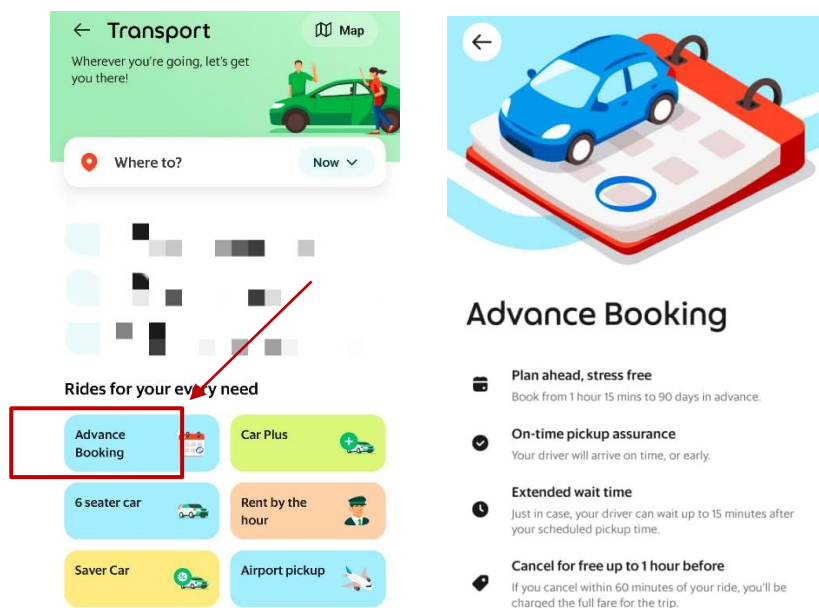 Transport
Map
Wherever you're going, let's get
you there!
Where to?
Now
Rides for your every need
Advance
Booking
Car Plus
6 seater car
Rent by the
hour
Saver Car
Airport pickup
Advance Booking
Plan ahead, stress free
Book from 1 hour 15 mins to 90 days in advance.
On-time pickup assurance
Your driver will arrive on time, or early.
Extended wait time
Just in case, your driver can wait up to 15 minutes after
your scheduled pickup time.
Cancel for free up to 1 hour before
If you cancel within 60 minutes of your ride, you'll be
charged the full fare for the trip.